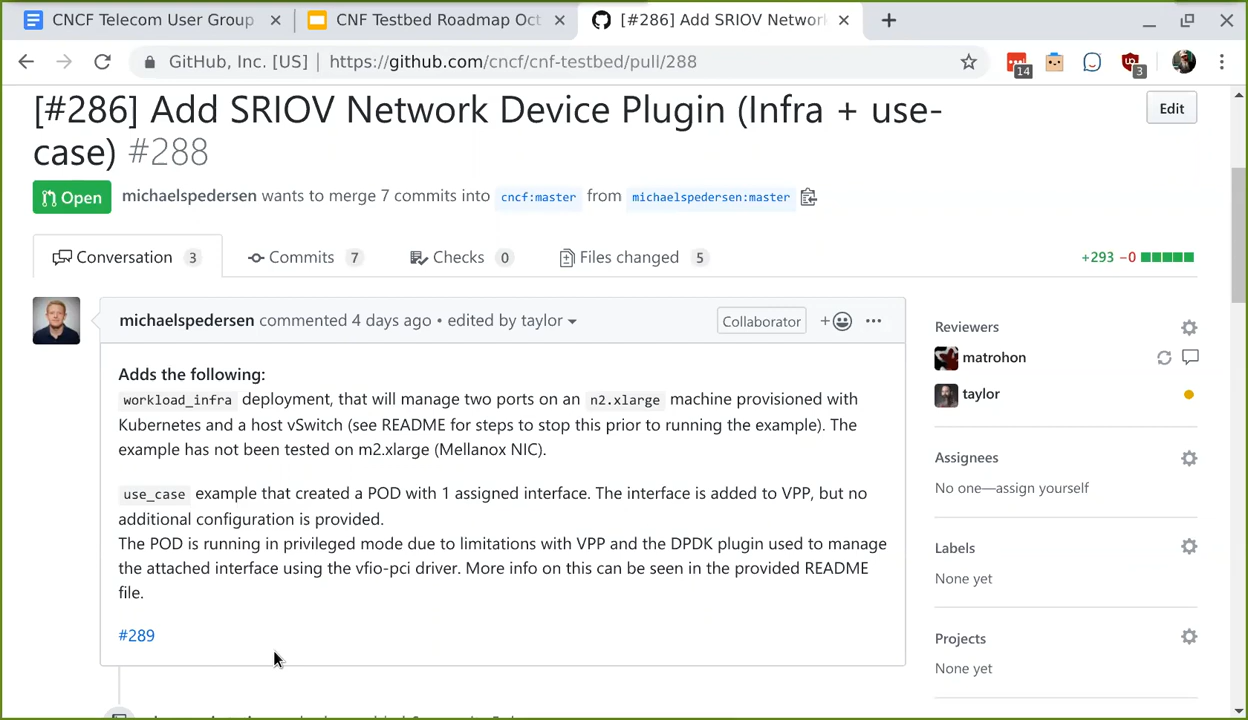 CNCF Telecom User Group
CNF Testbed Roadmap Oct
[#286] Add SRIOV Network
GitHub, Inc. [US] | https://github.com/cncf/cnf-testbed/pull/288
14
3
[#286] Add SRIOV Network Device Plugin (Infra + use-
case) #288
Edit
Open
michaelspedersen wants to merge 7 commits into cncf:master from michaelspedersen:master
Conversation 3
Commits 7
Checks 0
Files changed 5
+293 −0
michaelspedersen commented 4 days ago • edited by taylor
Collaborator
Adds the following:
workload_infra deployment, that will manage two ports on an n2.xlarge machine provisioned with
Kubernetes and a host vSwitch (see README for steps to stop this prior to running the example). The
example has not been tested on m2.xlarge (Mellanox NIC).
use_case example that created a POD with 1 assigned interface. The interface is added to VPP, but no
additional configuration is provided.
The POD is running in privileged mode due to limitations with VPP and the DPDK plugin used to manage
the attached interface using the vfio-pci driver. More info on this can be seen in the provided README
file.
#289
Reviewers
matrohon
taylor
Assignees
No one—assign yourself
Labels
None yet
Projects
None yet